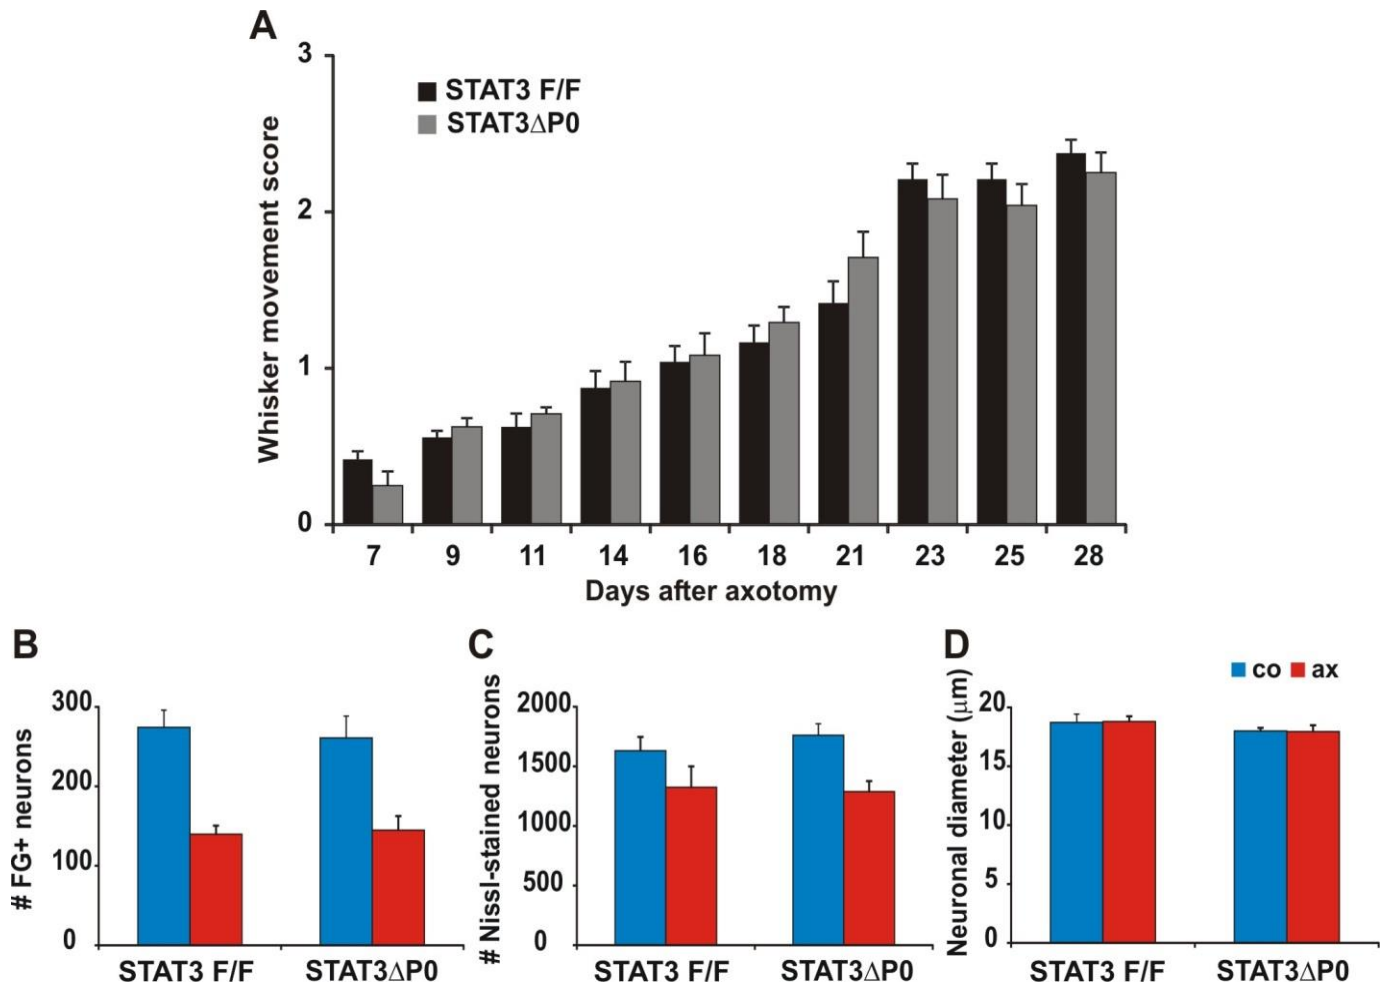 A
3
2
1
0
Whisker movement score
STAT3 F/F
STAT3ΔP0
7 9 11 14 16 18 21 23 25 28
Days after axotomy
B
300
200
100
0
# FG+ neurons
STAT3 F/F STAT3ΔP0
C
2000
1500
1000
500
0
# Nissl-stained neurons
STAT3 F/F STAT3ΔP0
D
co ax
20
15
10
5
0
Neuronal diameter (μm)
STAT3 F/F STAT3ΔP0